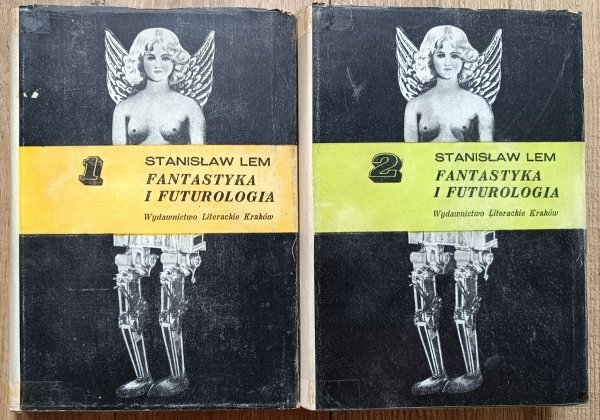 1
STANISŁAW LEM
FANTASTYKA
I FUTUROLOGIA
Wydawnictwo Literackie Kraków
2
STANISŁAW LEM
FANTASTYKA
I FUTUROLOGIA
Wydawnictwo Literackie Kraków